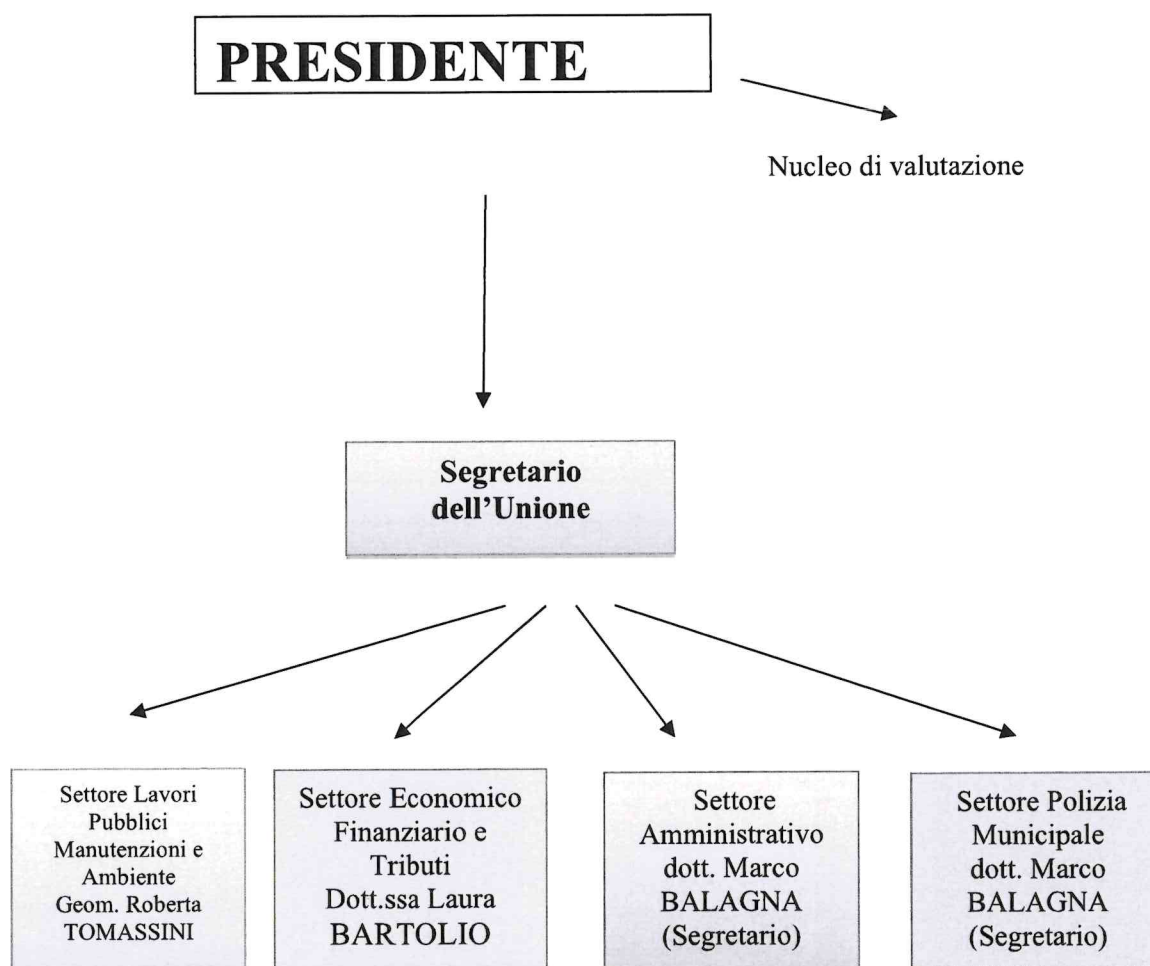 PRESIDENTE
Nucleo di valutazione
Segretario
dell’Unione
Settore Lavori
Pubblici
Manutenzioni e
Ambiente
Geom. Roberta
TOMASSINI
Settore Economico
Finanziario e
Tributi
Dott.ssa Laura
BARTOLIO
Settore
Amministrativo
dott. Marco
BALAGNA
(Segretario)
Settore Polizia
Municipale
dott. Marco
BALAGNA
(Segretario)